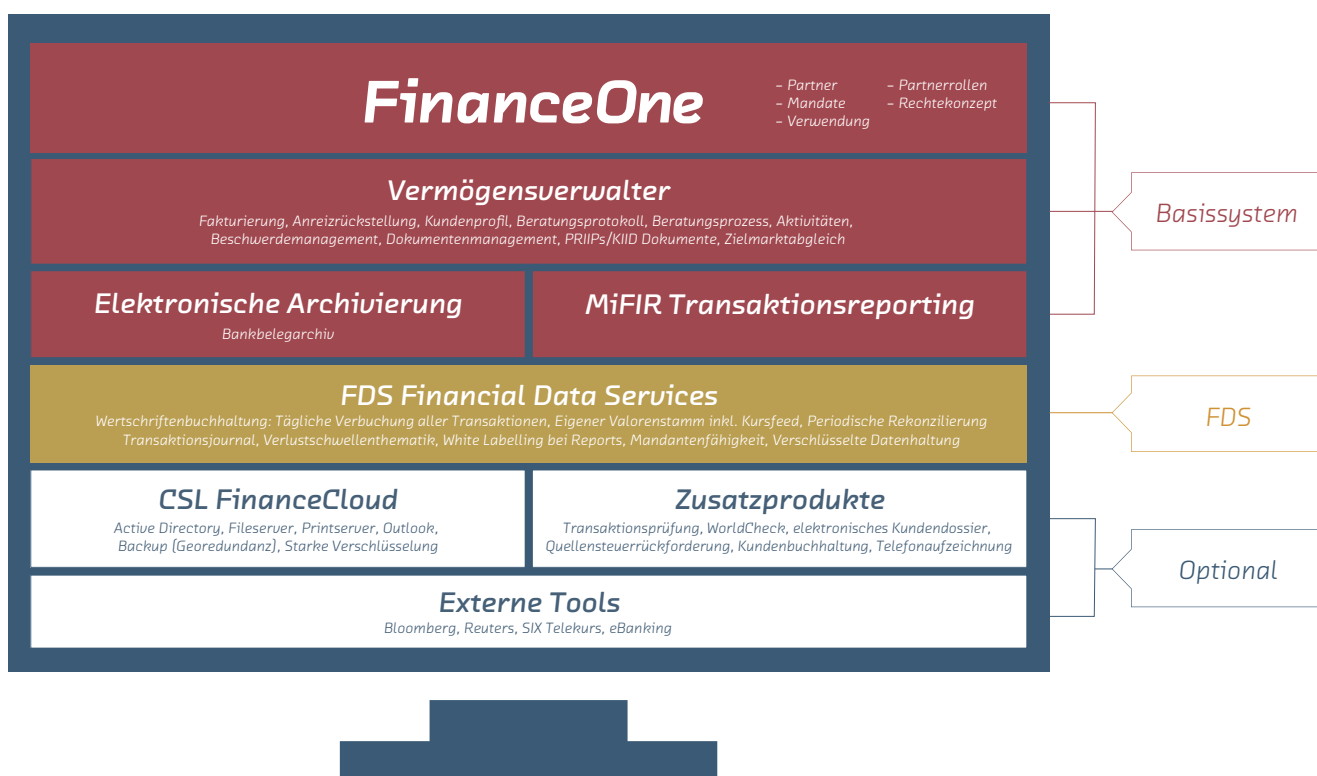 FinanceOne
– Partner
– Mandate
– Verwendung
– Partnerrollen
– Rechtekonzept
Vermögensverwalter
Fakturierung, Anreizrückstellung, Kundenprofil, Beratungsprotokoll, Beratungsprozess, Aktivitäten,
Beschwerdemanagement, Dokumentenmanagement, PRIIPs/KIID Dokumente, Zielmarktabgleich
Basissystem
Elektronische Archivierung
Bankbelegarchiv
MiFIR Transaktionsreporting
FDS Financial Data Services
Wertschriftenbuchhaltung: Tägliche Verbuchung aller Transaktionen, Eigener Valorenstamm inkl. Kursfeed, Periodische Rekonzilierung
Transaktionsjournal, Verlustschwellenthematik, White Labelling bei Reports, Mandantenfähigkeit, Verschlüsselte Datenhaltung
FDS
CSL FinanceCloud
Active Directory, Fileserver, Printserver, Outlook,
Backup (Georedundanz), Starke Verschlüsselung
Zusatzprodukte
Transaktionsprüfung, WorldCheck, elektronisches Kundendossier,
Quellensteuerrückforderung, Kundenbuchhaltung, Telefonaufzeichnung
Optional
Externe Tools
Bloomberg, Reuters, SIX Telekurs, eBanking